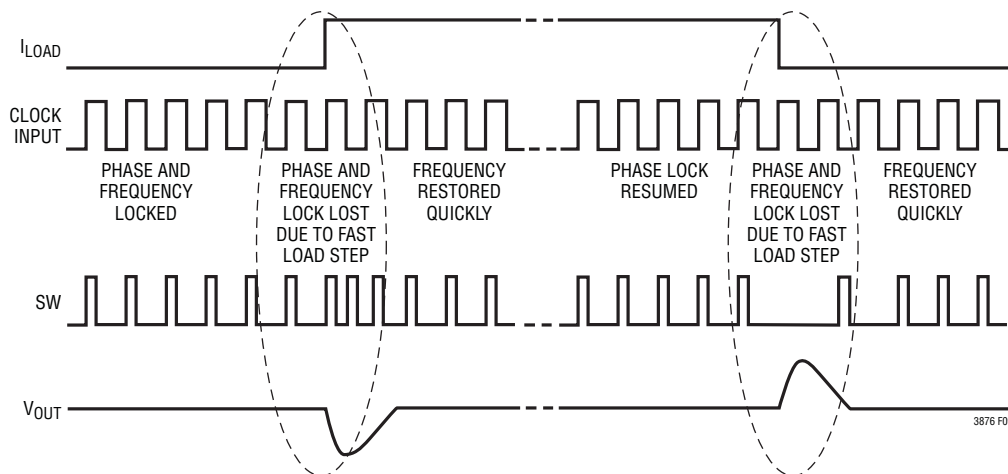 ILOAD
CLOCK
INPUT
PHASE AND
FREQUENCY
LOCKED
PHASE AND
FREQUENCY
LOCK LOST
DUE TO FAST
LOAD STEP
FREQUENCY
RESTORED
QUICKLY
PHASE LOCK
RESUMED
PHASE AND
FREQUENCY
LOCK LOST
DUE TO FAST
LOAD STEP
FREQUENCY
RESTORED
QUICKLY
SW
VOUT
3876 F0